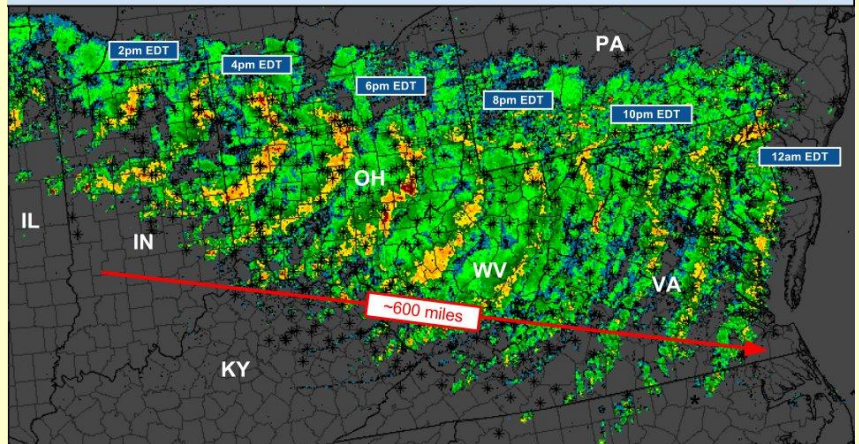 PA
2pm EDT
4pm EDT
6pm EDT
8pm EDT
10pm EDT
12am EDT
OH
IL
IN
WV
VA
~600 miles
KY